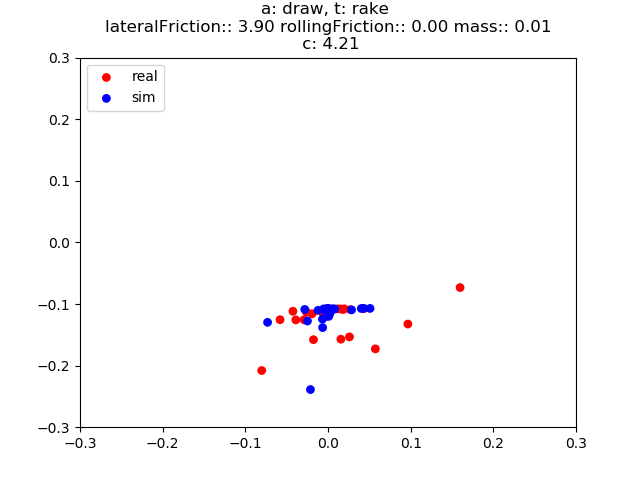 a: draw, t: rake
lateralFriction:: 3.90 rollingFriction:: 0.00 mass:: 0.01
c: 4.21
real
sim
0.3
0.2
0.1
0.0
−0.1
−0.2
−0.3
−0.3
−0.2
−0.1
0.0
0.1
0.2
0.3